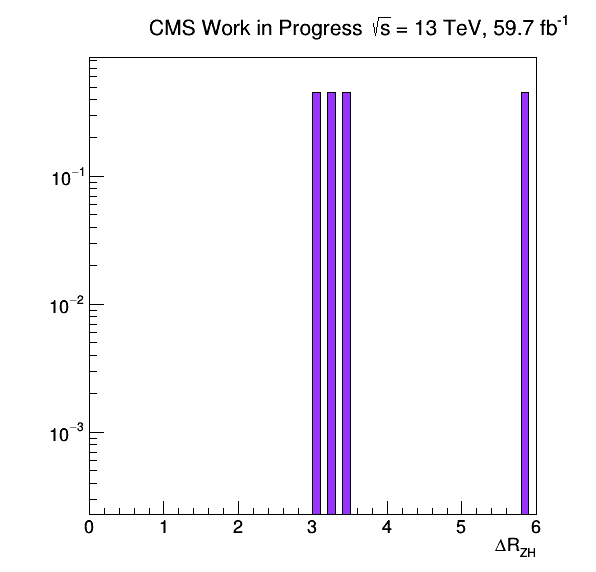 CMS Work in Progress √s = 13 TeV, 59.7 fb⁻¹
10⁻¹
10⁻²
10⁻³
0 1 2 3 4 5 6
ΔR_ZH